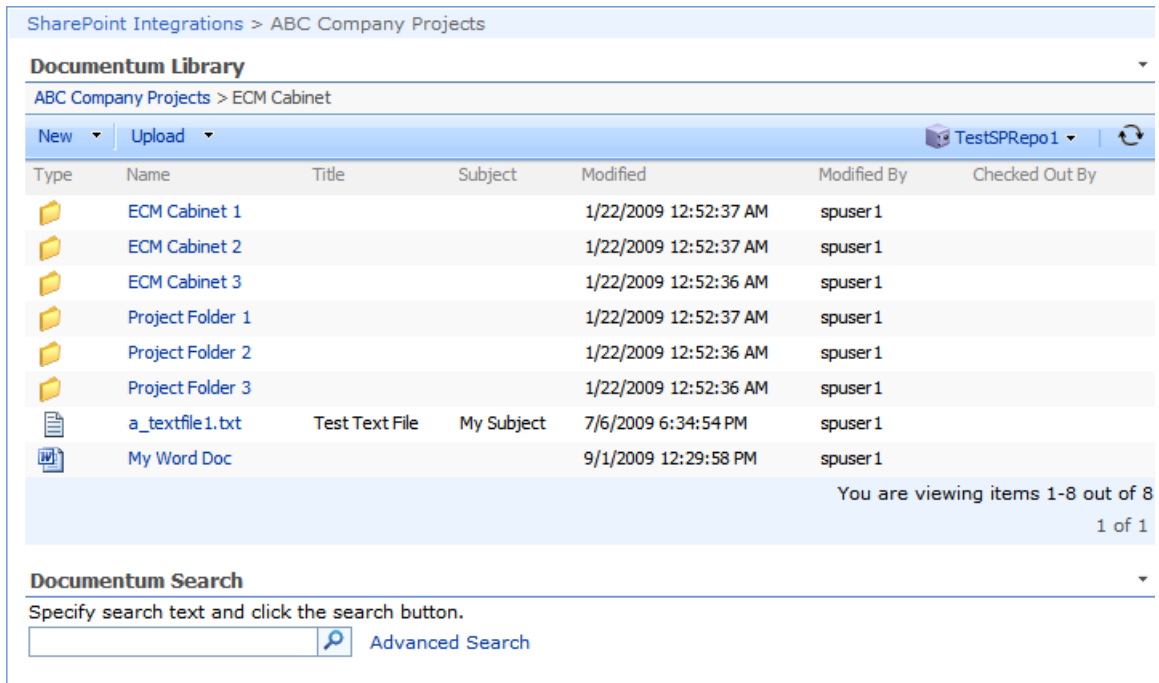 SharePoint Integrations > ABC Company Projects
Documentum Library
ABC Company Projects > ECM Cabinet
New Upload TestSPRepo1
Type Name Title Subject Modified Modified By Checked Out By
ECM Cabinet 1 1/22/2009 12:52:37 AM spuser1
ECM Cabinet 2 1/22/2009 12:52:37 AM spuser1
ECM Cabinet 3 1/22/2009 12:52:36 AM spuser1
Project Folder 1 1/22/2009 12:52:37 AM spuser1
Project Folder 2 1/22/2009 12:52:36 AM spuser1
Project Folder 3 1/22/2009 12:52:36 AM spuser1
a_textfile1.txt Test Text File My Subject 7/6/2009 6:34:54 PM spuser1
My Word Doc 9/1/2009 12:29:58 PM spuser1
You are viewing items 1-8 out of 8
1 of 1
Documentum Search
Specify search text and click the search button.
Advanced Search